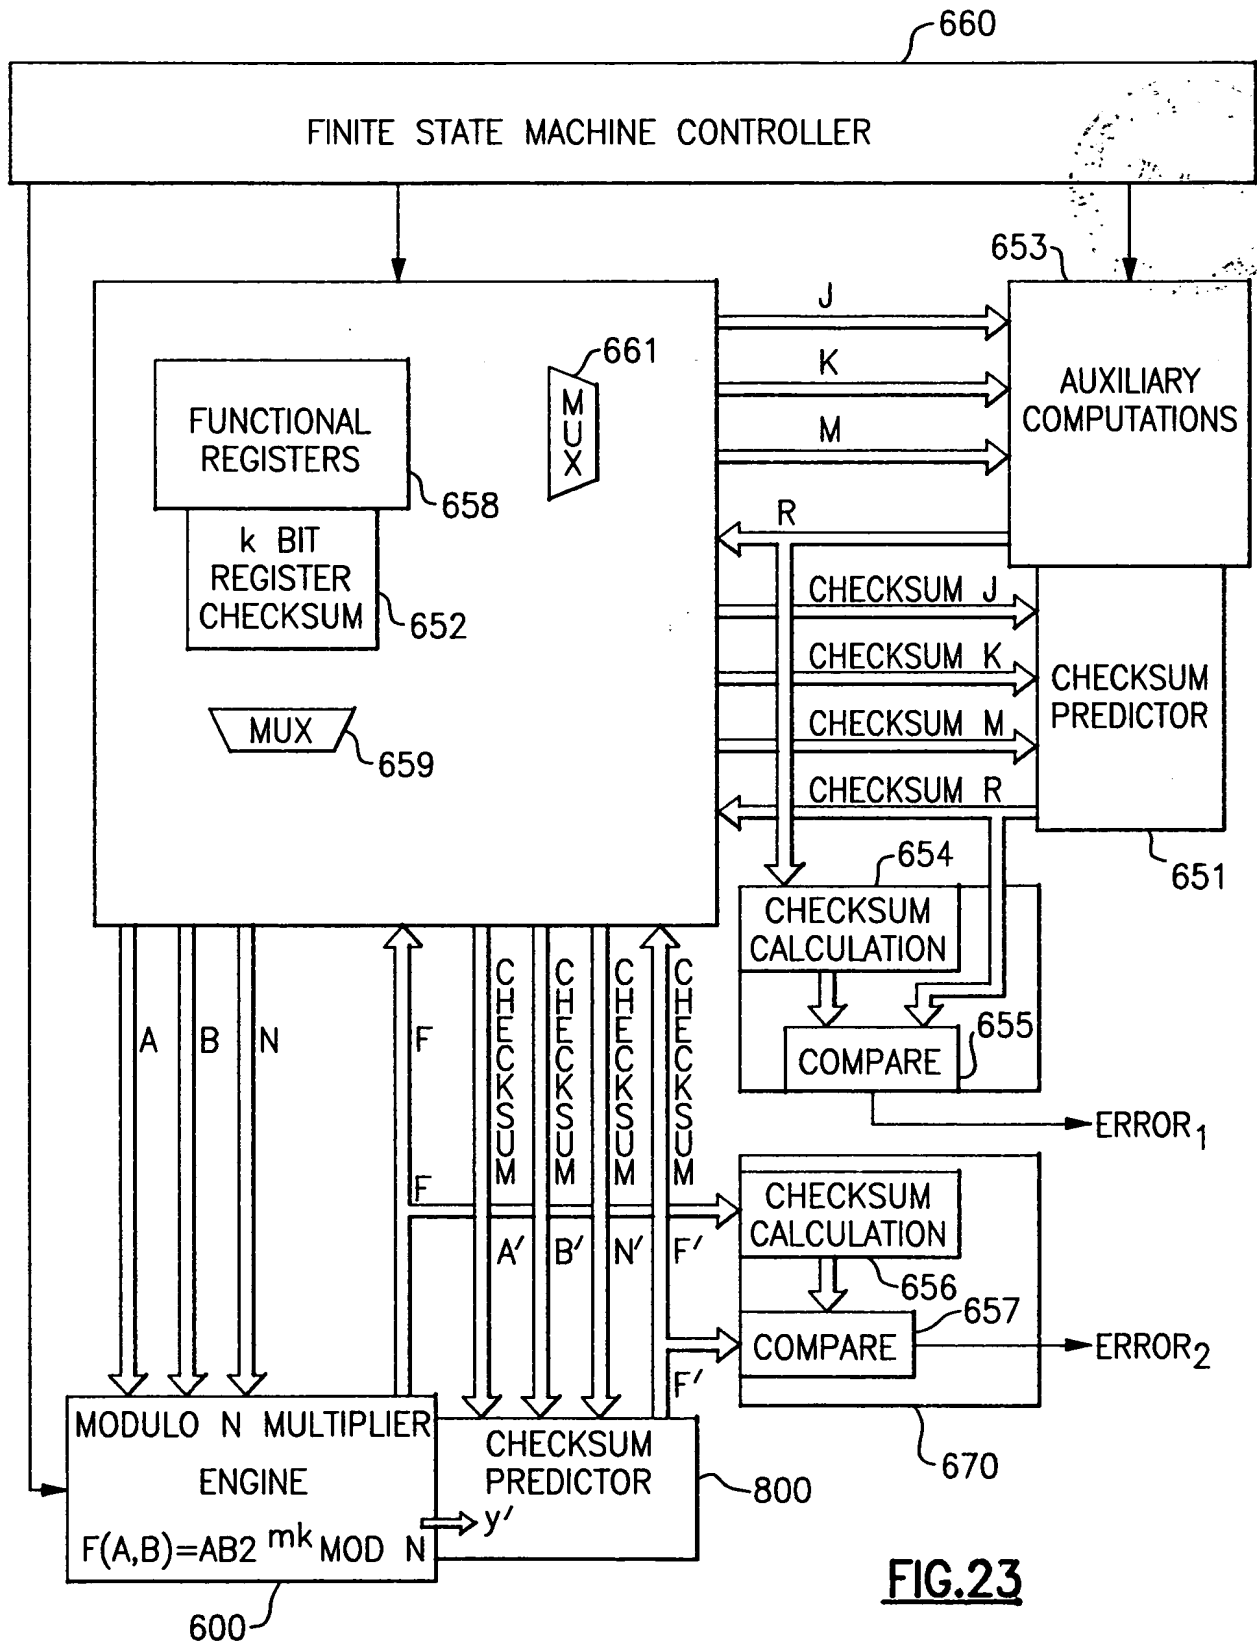 660
FINITE STATE MACHINE CONTROLLER
653
J
K
M
R
AUXILIARY
COMPUTATIONS
661
MUX
FUNCTIONAL
REGISTERS
658
k BIT
REGISTER
CHECKSUM
652
MUX
659
CHECKSUM J
CHECKSUM K
CHECKSUM M
CHECKSUM R
CHECKSUM
PREDICTOR
651
654
CHECKSUM
CALCULATION
655
COMPARE
ERROR1
A
B
N
F
CHECKSUM
CHECKSUM
CHECKSUM
CHECKSUM
F
A'
B'
N'
F'
CHECKSUM
CALCULATION
656
657
COMPARE
ERROR2
F'
670
MODULO N MULTIPLIER
ENGINE
F(A,B)=AB2 mk MOD N
600
CHECKSUM
PREDICTOR
y'
800
FIG.23